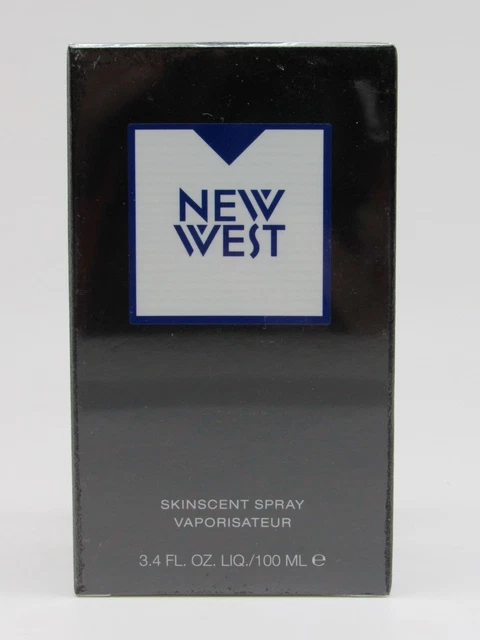 NEW
WEST
SKINSCENT SPRAY
VAPORISATEUR
3.4 FL. OZ. LIQ./100 ML ℮